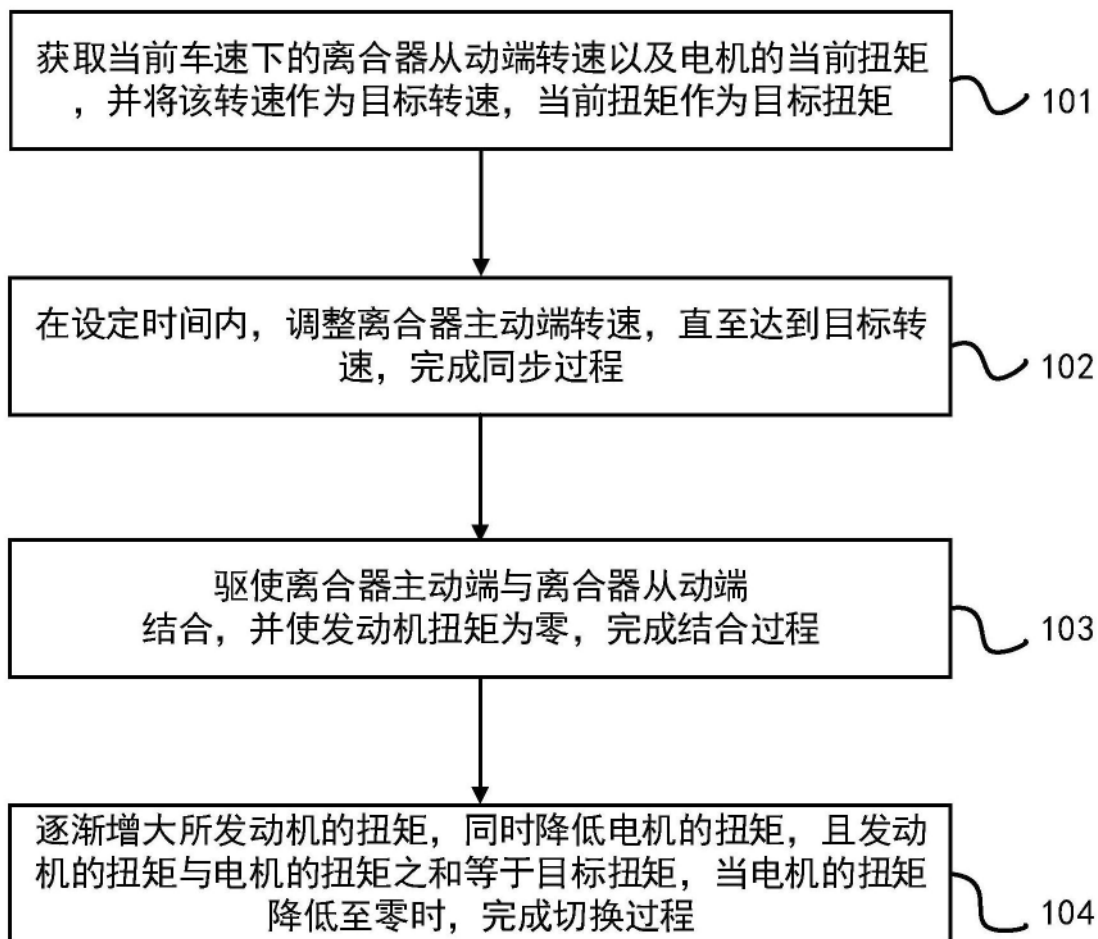 获取当前车速下的离合器从动端转速以及电机的当前扭矩
，并将该转速作为目标转速，当前扭矩作为目标扭矩
101
在设定时间内，调整离合器主动端转速，直至达到目标转
速，完成同步过程
102
驱使离合器主动端与离合器从动端
结合，并使发动机扭矩为零，完成结合过程
103
逐渐增大所发动机的扭矩，同时降低电机的扭矩，且发动
机的扭矩与电机的扭矩之和等于目标扭矩，当电机的扭矩
降低至零时，完成切换过程
104